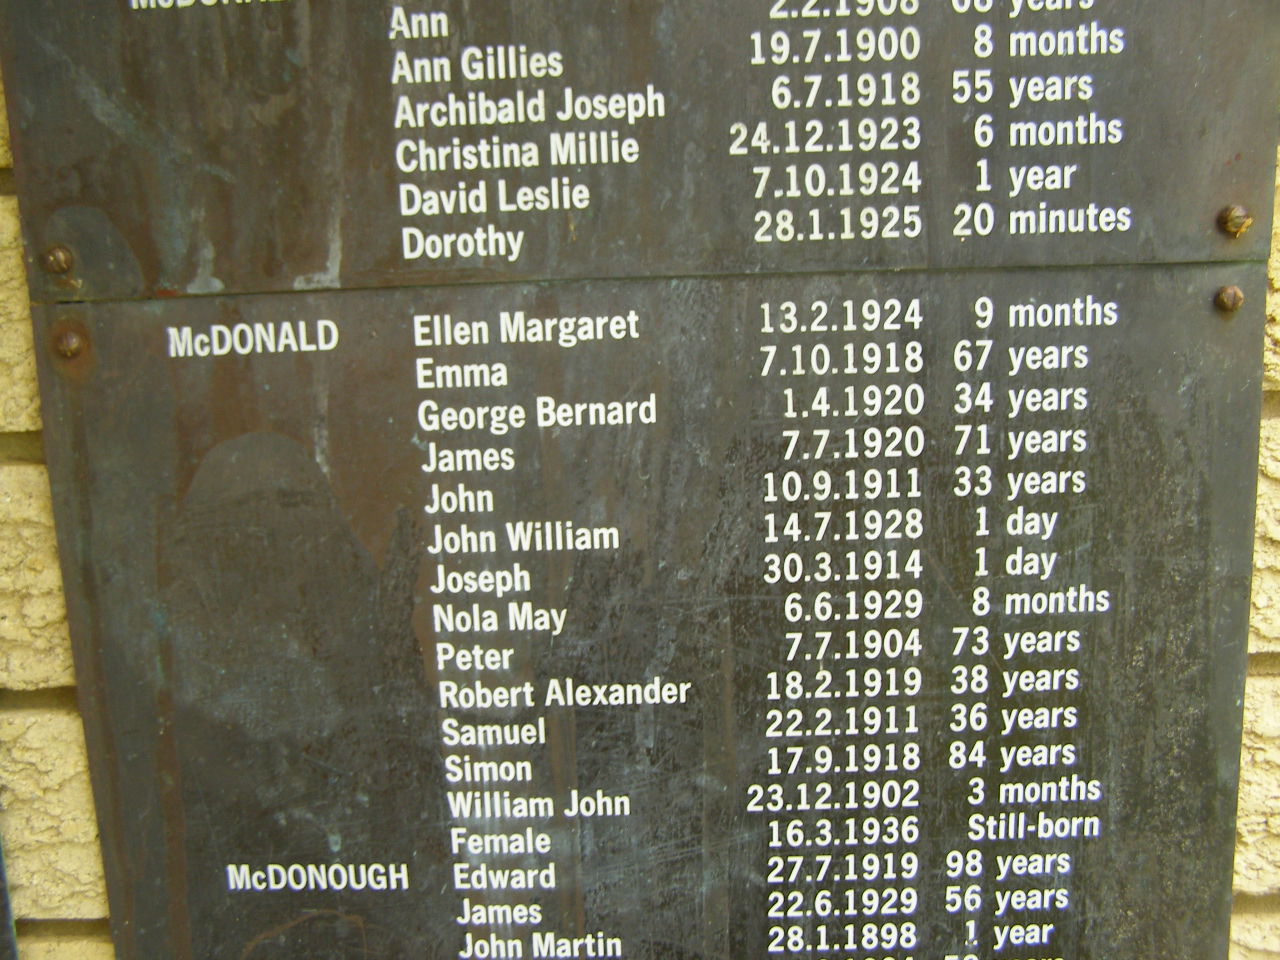 McDONALD
Ann 2.2.1908 68 years
Ann Gillies 19.7.1900 8 months
Archibald Joseph 6.7.1918 55 years
Christina Millie 24.12.1923 6 months
David Leslie 7.10.1924 1 year
Dorothy 28.1.1925 20 minutes
McDONALD Ellen Margaret 13.2.1924 9 months
Emma 7.10.1918 67 years
George Bernard 1.4.1920 34 years
James 7.7.1920 71 years
John 10.9.1911 33 years
John William 14.7.1928 1 day
Joseph 30.3.1914 1 day
Nola May 6.6.1929 8 months
Peter 7.7.1904 73 years
Robert Alexander 18.2.1919 38 years
Samuel 22.2.1911 36 years
Simon 17.9.1918 84 years
William John 23.12.1902 3 months
Female 16.3.1936 Still-born
McDONOUGH Edward 27.7.1919 98 years
James 22.6.1929 56 years
John Martin 28.1.1898 1 year